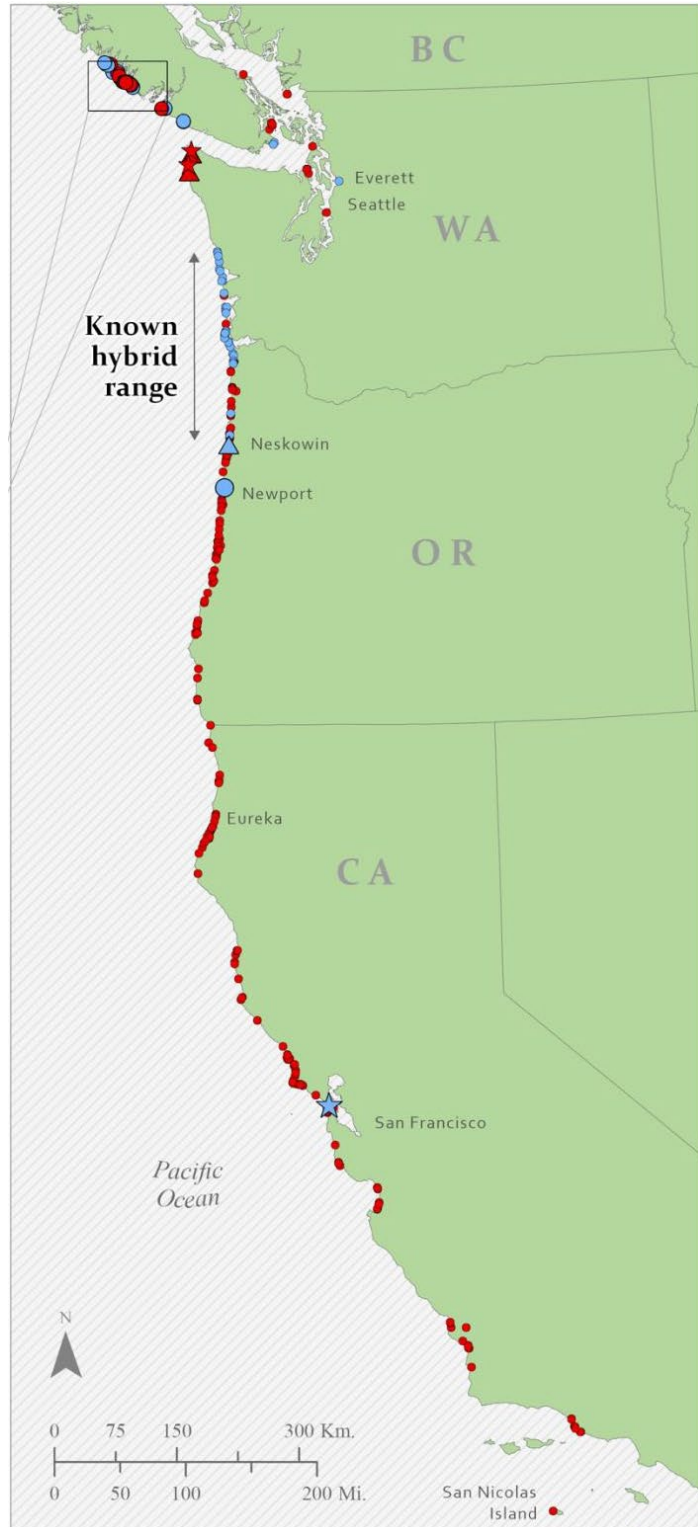 BC
Everett
Seattle
WA
Known
hybrid
range
Neskowin
Newport
OR
Eureka
CA
San Francisco
Pacific
Ocean
N
0 75 150 300 Km.
0 50 100 200 Mi.
San Nicolas
Island